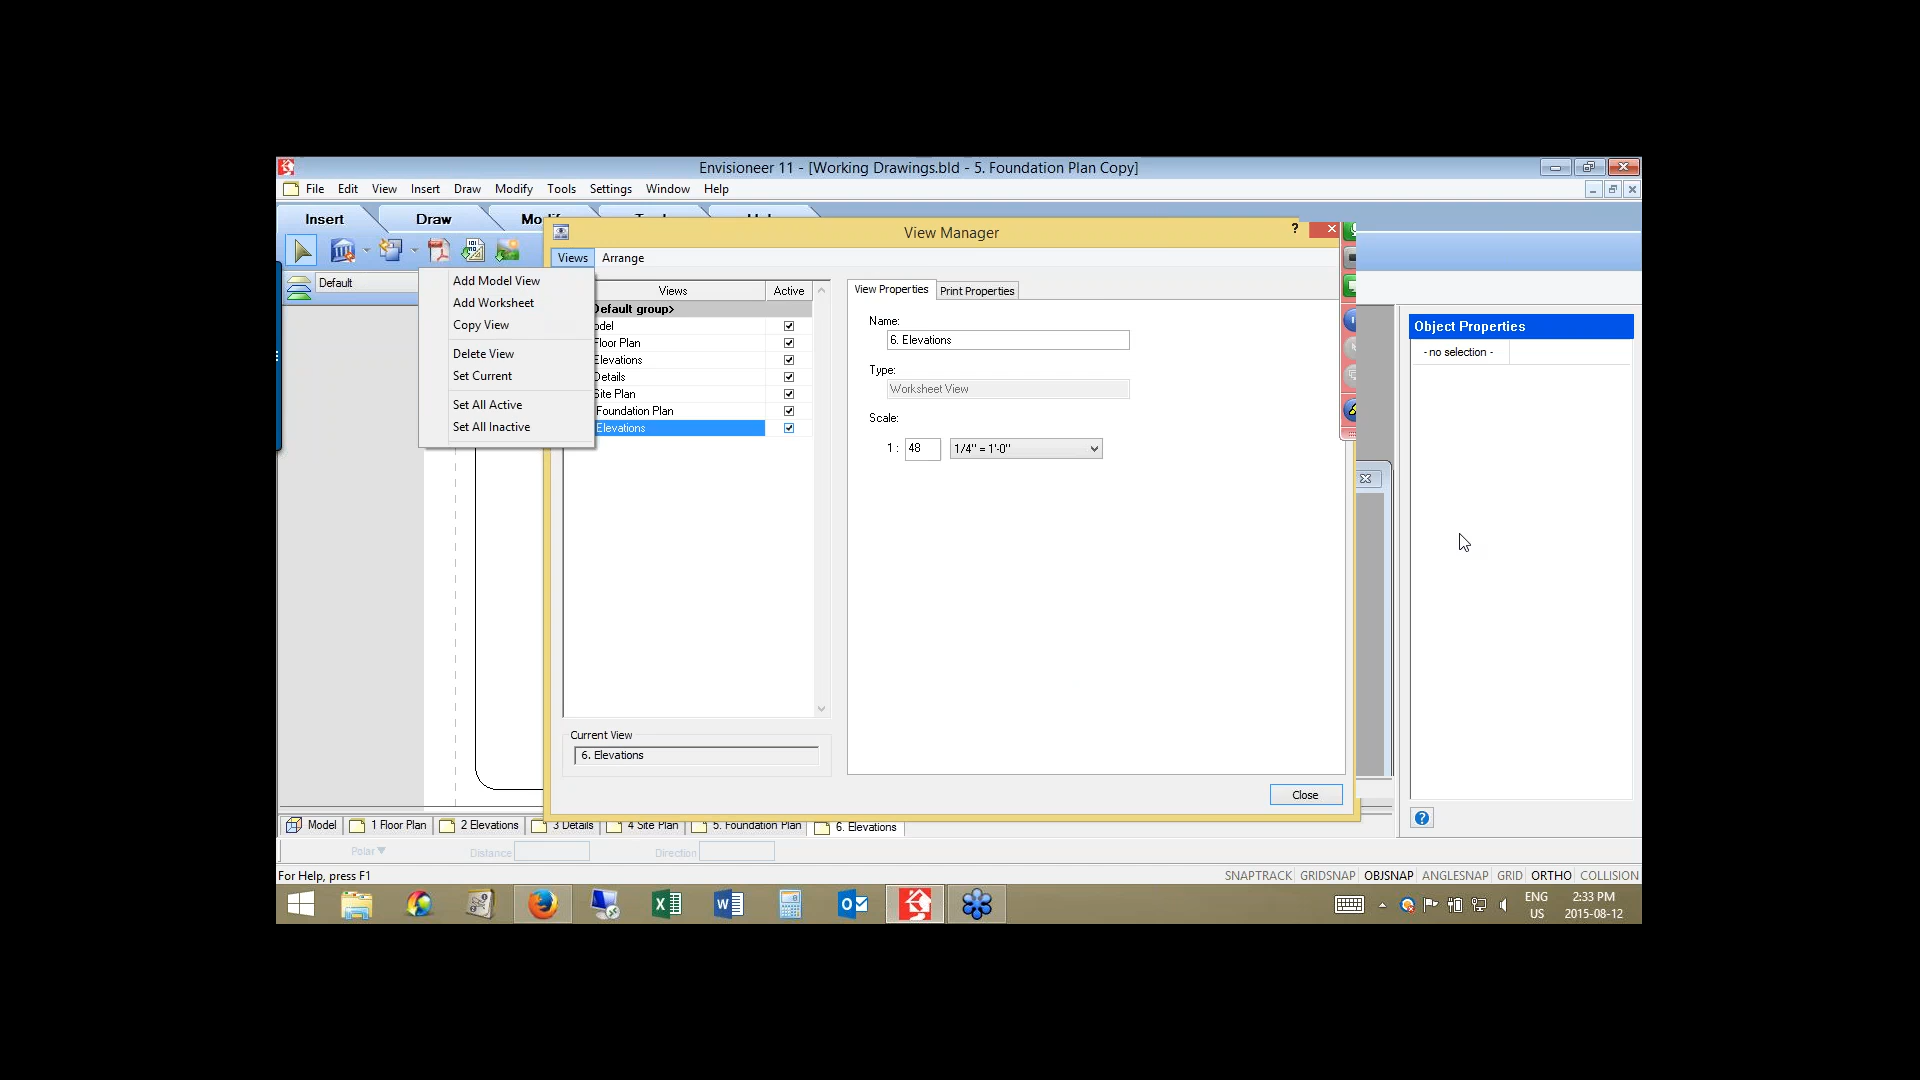 Envisioneer 11 - [Working Drawings.bld - 5. Foundation Plan Copy]
File Edit View Insert Draw Modify Tools Settings Window Help
Insert Draw
View Manager
?
Views Arrange
Default
Add Model View
Add Worksheet
Copy View
Delete View
Set Current
Set All Active
Set All Inactive
Views Active
Default group>
odel
Floor Plan
Elevations
Details
Site Plan
Foundation Plan
Elevations
Current View
6. Elevations
View Properties Print Properties
Name:
6. Elevations
Type:
Worksheet View
Scale:
1 : 48 1/4" = 1'-0"
Close
Object Properties
- no selection -
Model 1 Floor Plan 2 Elevations 3 Details 4 Site Plan 5. Foundation Plan 6. Elevations
Polar Distance Direction
For Help, press F1
SNAPTRACK GRIDSNAP OBJSNAP ANGLESNAP GRID ORTHO COLLISION
ENG 2:33 PM
US 2015-08-12